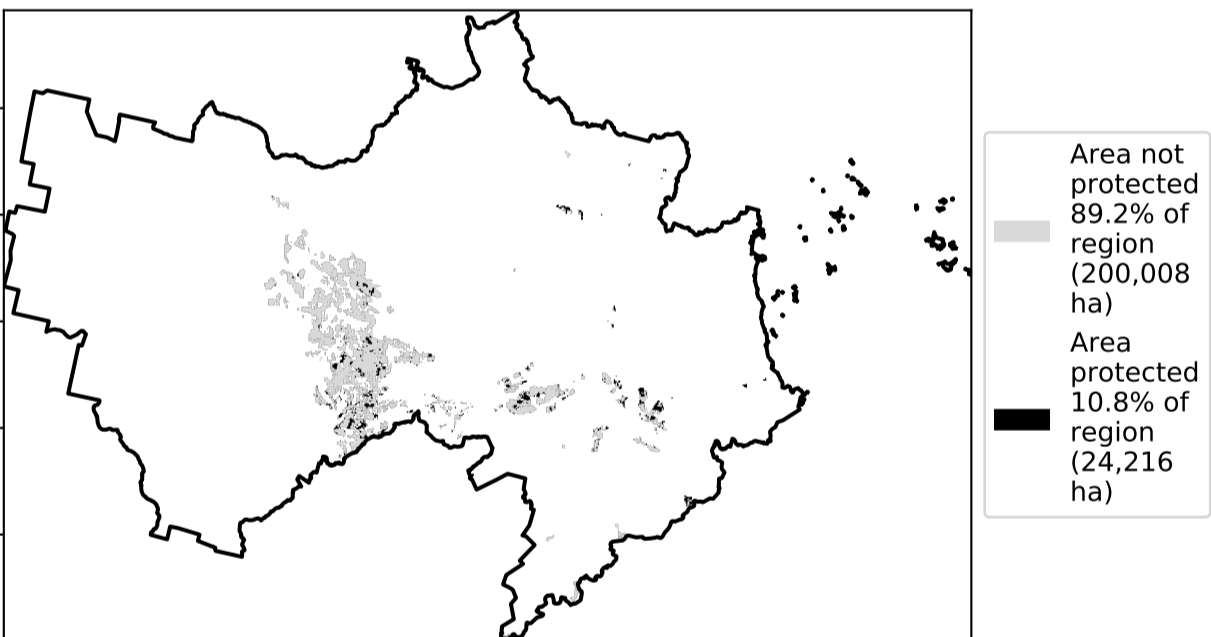 Area not
protected
89.2% of
region
(200,008
ha)
Area
protected
10.8% of
region
(24,216
ha)